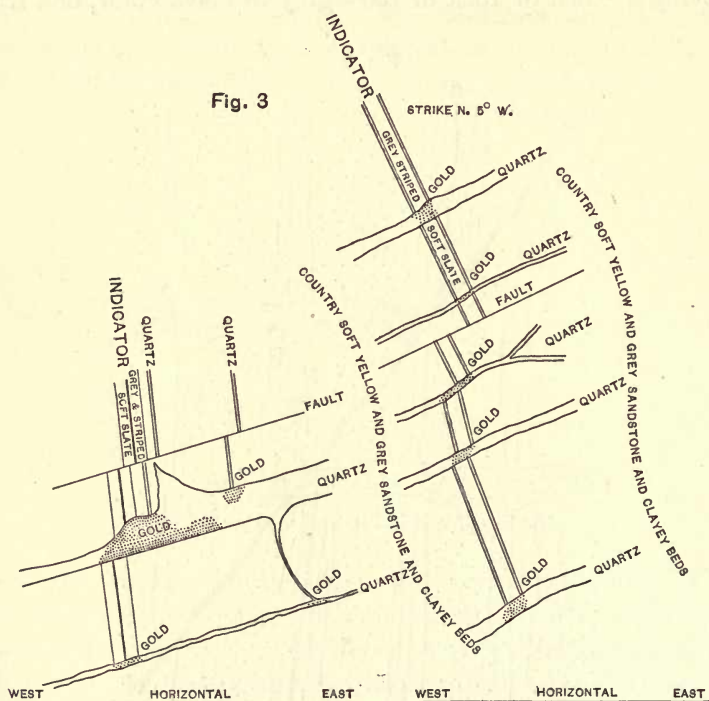 Fig. 3
INDICATOR
STRIKE N. 5° W.
GREY STRIPED
SOFT SLATE
GOLD
QUARTZ
GOLD
QUARTZ
FAULT
GOLD
QUARTZ
GOLD
QUARTZ
GOLD
QUARTZ
COUNTRY SOFT YELLOW AND GREY SANDSTONE AND CLAYEY BEDS
COUNTRY SOFT YELLOW AND GREY SANDSTONE AND CLAYEY BEDS
INDICATOR
SOFT SLATE
GREY & STRIPED
QUARTZ
QUARTZ
FAULT
GOLD
QUARTZ
GOLD
GOLD
QUARTZ
GOLD
WEST HORIZONTAL EAST WEST HORIZONTAL EAST